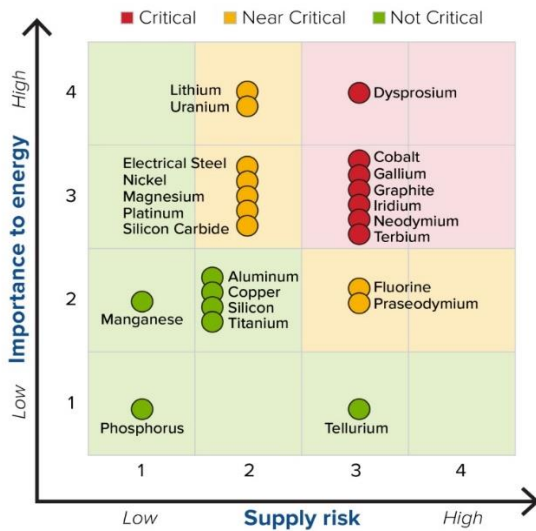 Critical Near Critical Not Critical
High
Importance to energy
Low
4
3
2
1
Lithium
Uranium
Dysprosium
Electrical Steel
Nickel
Magnesium
Platinum
Silicon Carbide
Cobalt
Gallium
Graphite
Iridium
Neodymium
Terbium
Manganese
Aluminum
Copper
Silicon
Titanium
Fluorine
Praseodymium
Phosphorus
Tellurium
1 2 3 4
Low Supply risk High